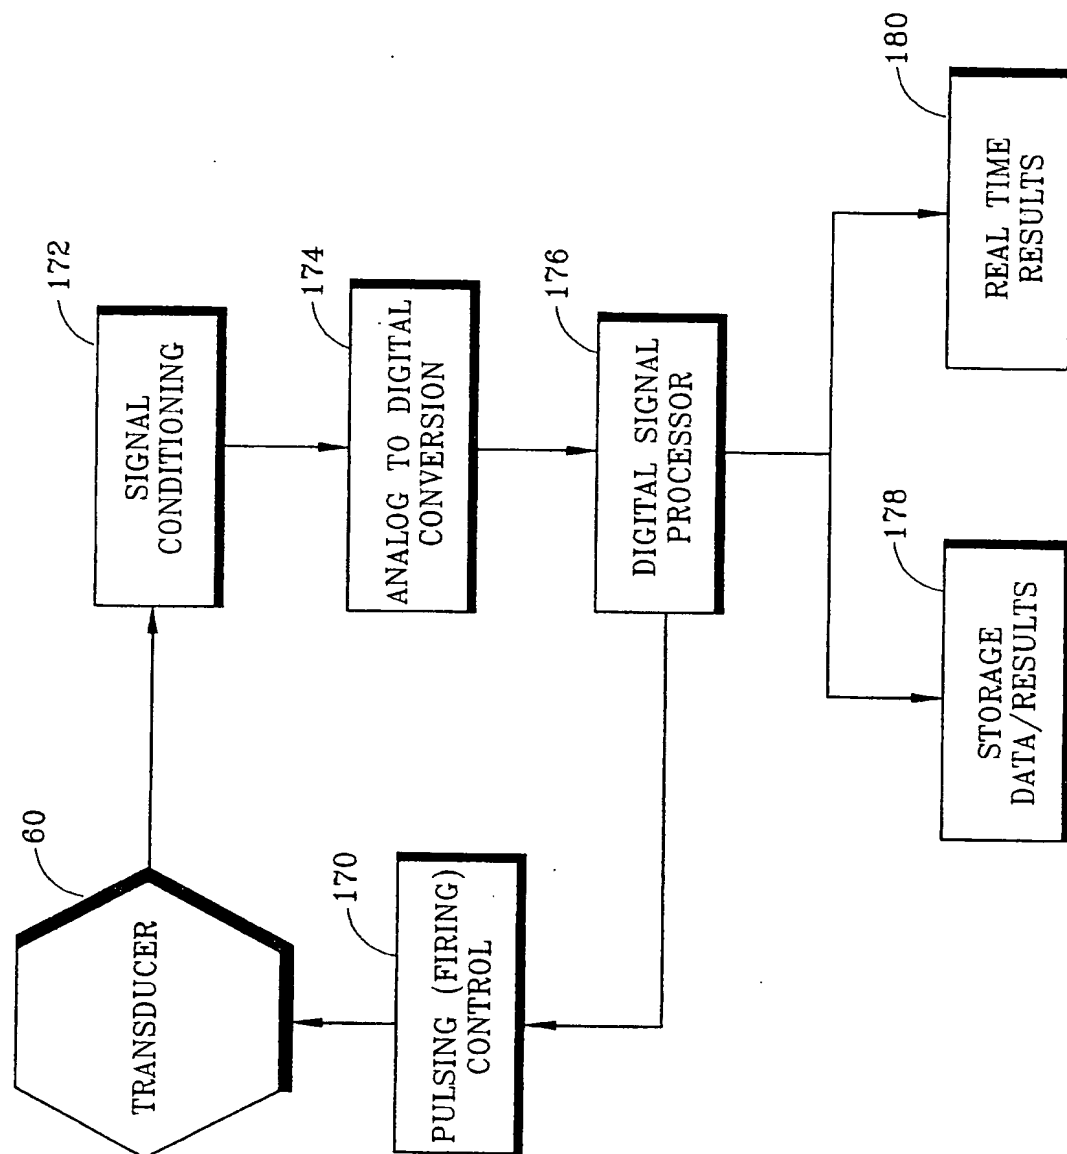 60
TRANSDUCER
170
PULSING (FIRING)
CONTROL
172
SIGNAL
CONDITIONING
174
ANALOG TO DIGITAL
CONVERSION
176
DIGITAL SIGNAL
PROCESSOR
178
STORAGE
DATA/RESULTS
180
REAL TIME
RESULTS